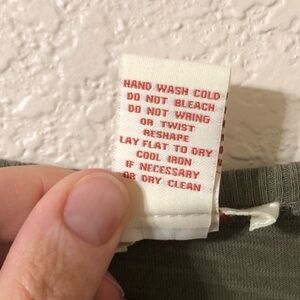 HAND WASH COLD
DO NOT BLEACH
DO NOT WRING
OR TWIST
RESHAPE
LAY FLAT TO DRY
COOL IRON
IF NECESSARY
OR DRY CLEAN